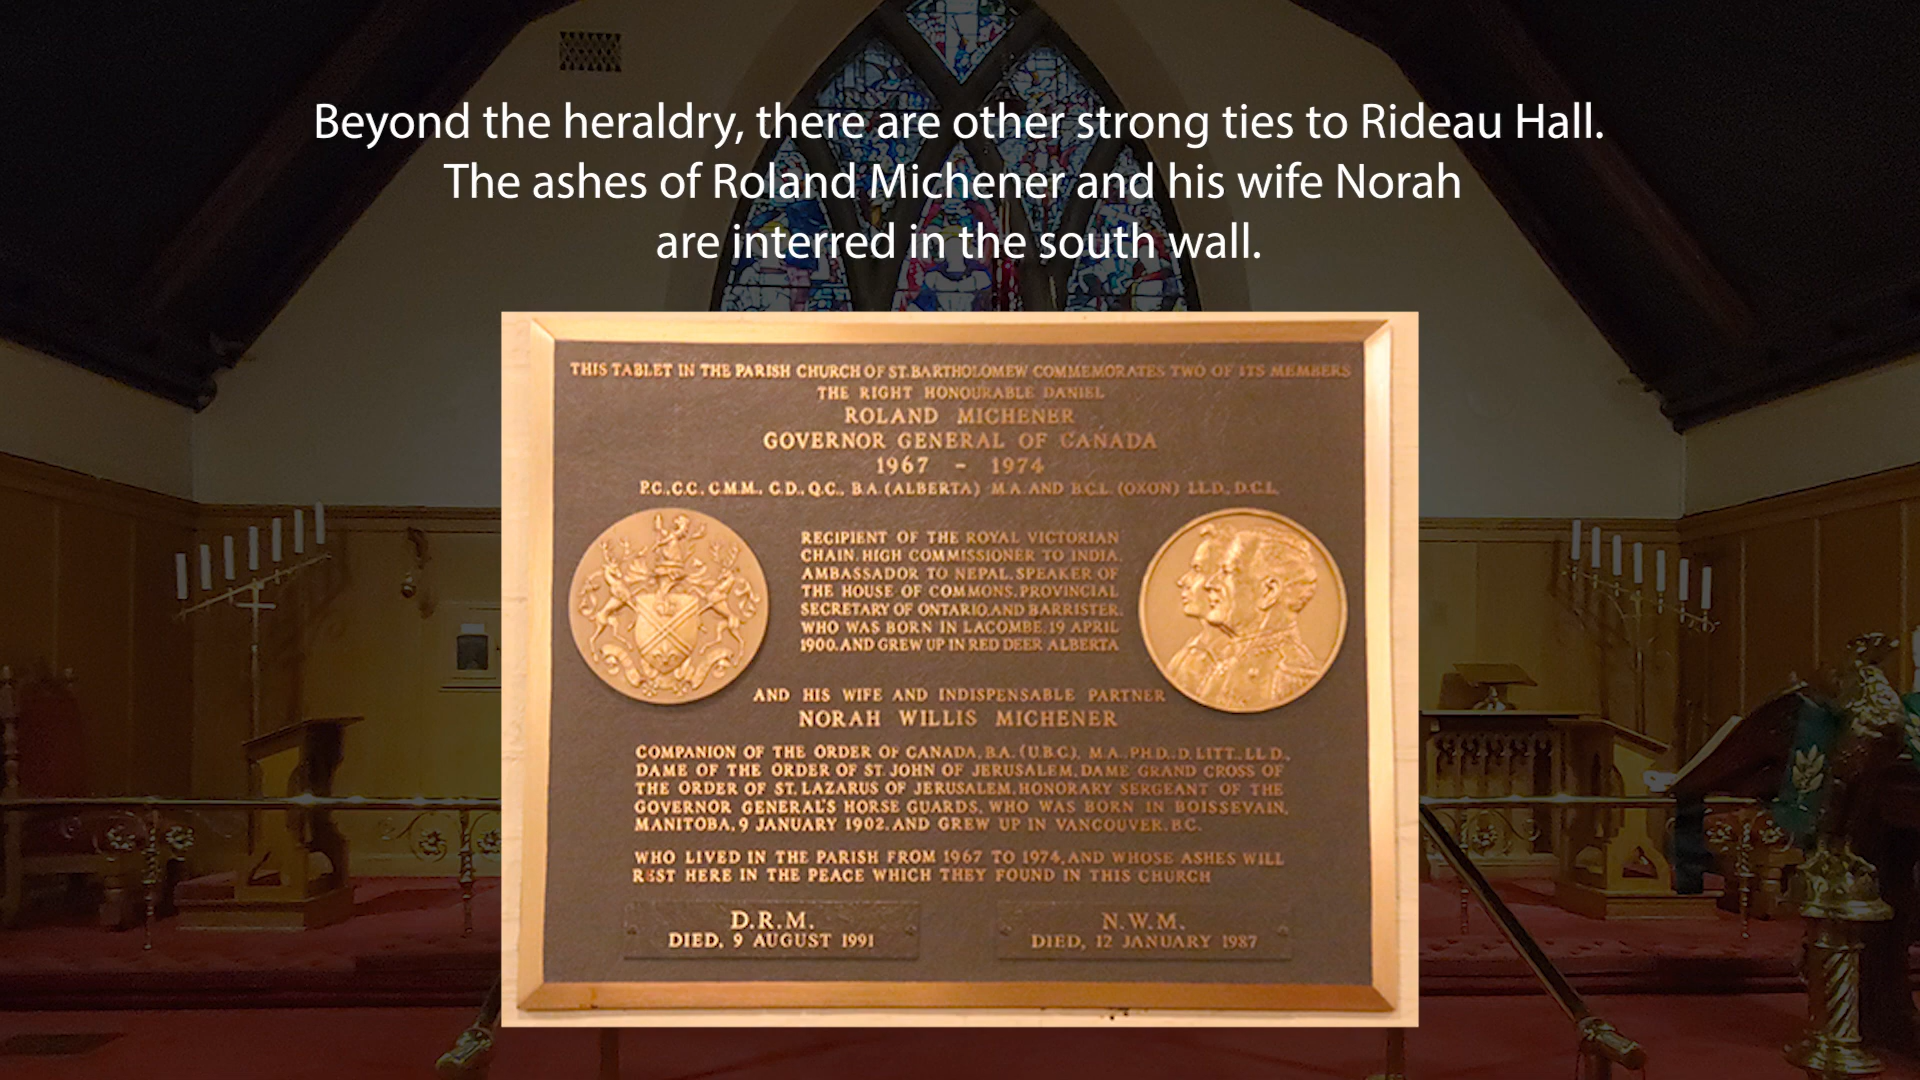 Beyond the heraldry, there are other strong ties to Rideau Hall.
The ashes of Roland Michener and his wife Norah
are interred in the south wall.
THIS TABLET IN THE PARISH CHURCH OF ST. BARTHOLOMEW COMMEMORATES TWO OF ITS MEMBERS
THE RIGHT HONOURABLE DANIEL
ROLAND MICHENER
GOVERNOR GENERAL OF CANADA
1967 - 1974
P.C., C.C., C.M.M., C.D., Q.C., B.A. (ALBERTA) M.A. AND B.C.L. (OXON) LL.D., D.C.L.
RECIPIENT OF THE ROYAL VICTORIAN
CHAIN, HIGH COMMISSIONER TO INDIA,
AMBASSADOR TO NEPAL, SPEAKER OF
THE HOUSE OF COMMONS, PROVINCIAL
SECRETARY OF ONTARIO, AND BARRISTER,
WHO WAS BORN IN LACOMBE, 19 APRIL
1900, AND GREW UP IN RED DEER ALBERTA
AND HIS WIFE AND INDISPENSABLE PARTNER
NORAH WILLIS MICHENER
COMPANION OF THE ORDER OF CANADA, B.A. (U.B.C.), M.A., PH.D., D. LITT., LL.D.,
DAME OF THE ORDER OF ST. JOHN OF JERUSALEM, DAME GRAND CROSS OF
THE ORDER OF ST. LAZARUS OF JERUSALEM, HONORARY SERGEANT OF THE
GOVERNOR GENERAL'S HORSE GUARDS, WHO WAS BORN IN BOISSEVAIN,
MANITOBA, 9 JANUARY 1902, AND GREW UP IN VANCOUVER, B.C.
WHO LIVED IN THE PARISH FROM 1967 TO 1974, AND WHOSE ASHES WILL
REST HERE IN THE PEACE WHICH THEY FOUND IN THIS CHURCH
D.R.M.
DIED, 9 AUGUST 1991
N.W.M.
DIED, 12 JANUARY 1987